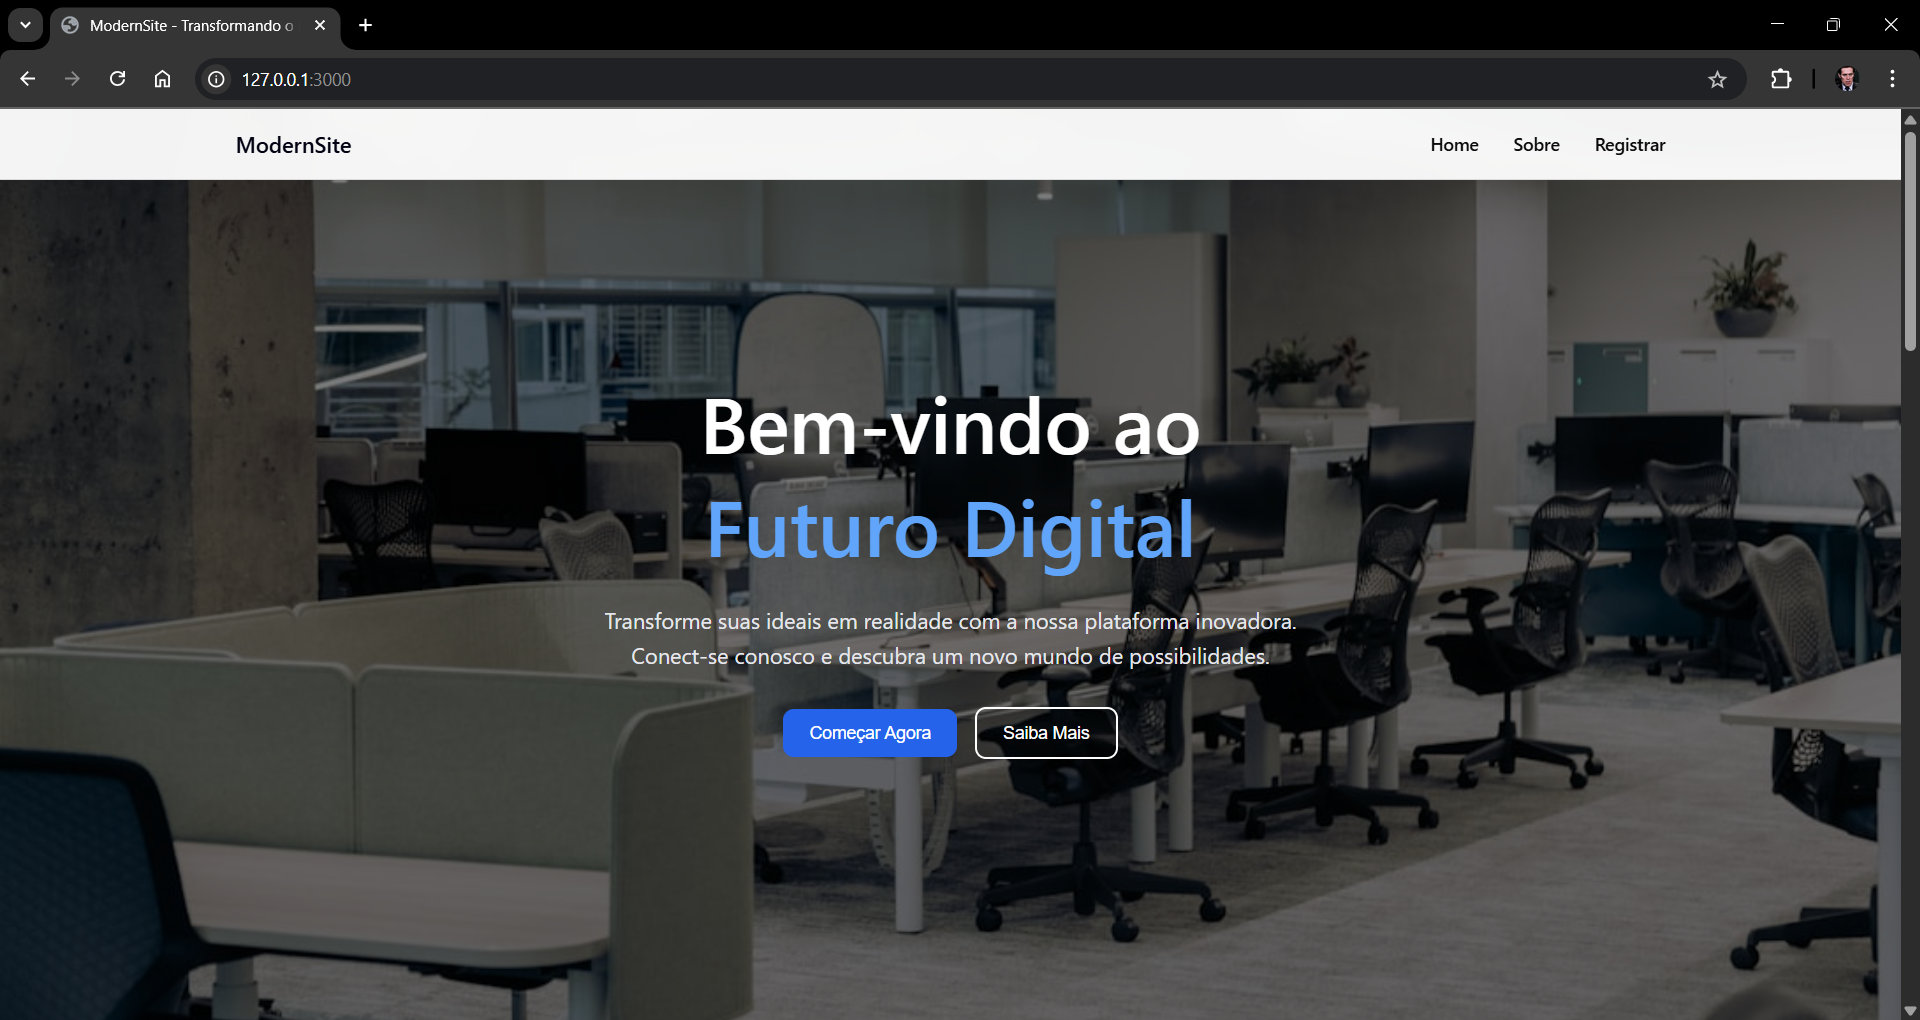 ModernSite - Transformando o
127.0.0.1:3000
ModernSite
Home Sobre Registrar
Bem-vindo ao
Futuro Digital
Transforme suas ideais em realidade com a nossa plataforma inovadora.
Conect-se conosco e descubra um novo mundo de possibilidades.
Começar Agora Saiba Mais